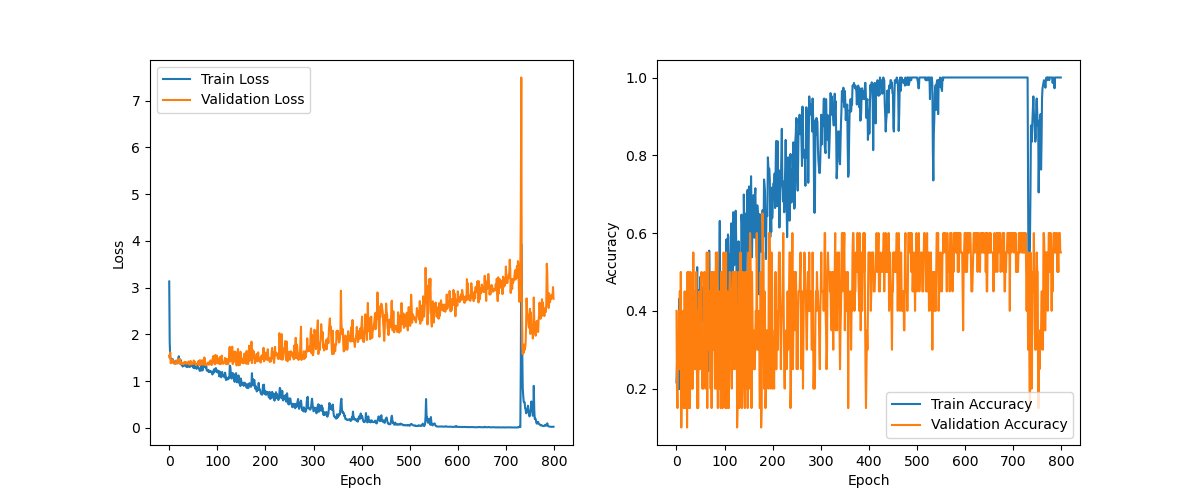 Train Loss
Validation Loss
7
6
5
4
3
2
1
0
Loss
0 100 200 300 400 500 600 700 800
Epoch
1.0
0.8
0.6
0.4
0.2
Accuracy
Train Accuracy
Validation Accuracy
0 100 200 300 400 500 600 700 800
Epoch